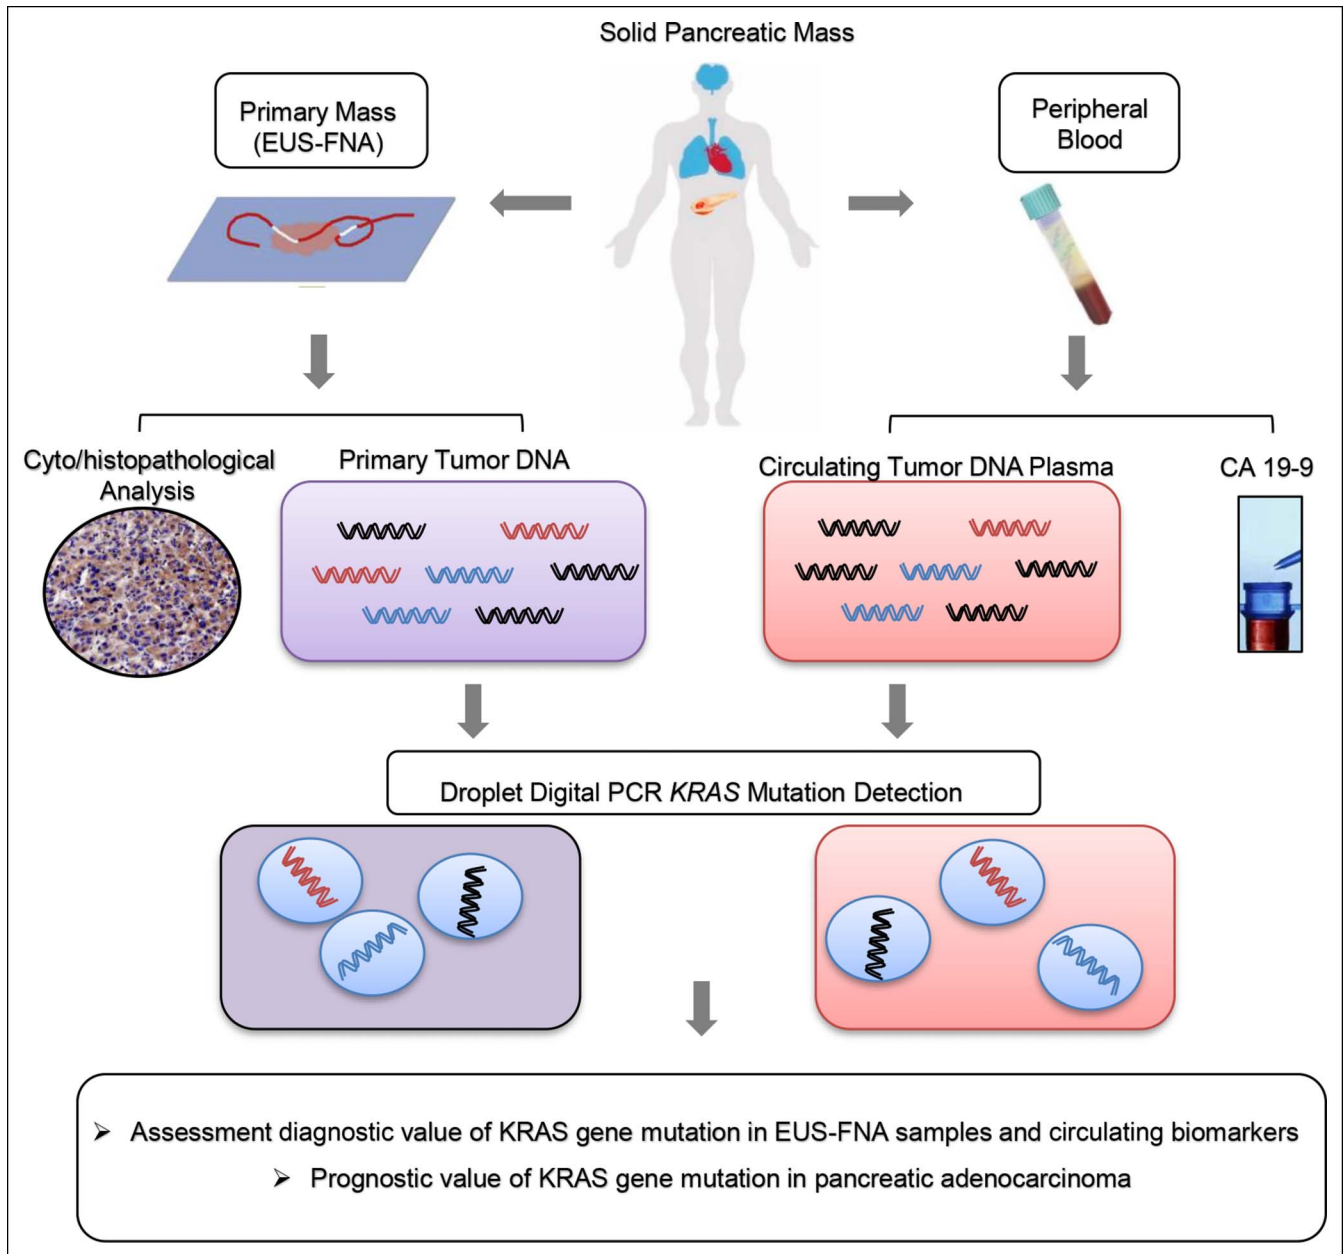 Solid Pancreatic Mass
Primary Mass
(EUS-FNA)
Peripheral
Blood
Cyto/histopathological
Analysis
Primary Tumor DNA
Circulating Tumor DNA Plasma
CA 19-9
Droplet Digital PCR KRAS Mutation Detection
➢ Assessment diagnostic value of KRAS gene mutation in EUS-FNA samples and circulating biomarkers
➢ Prognostic value of KRAS gene mutation in pancreatic adenocarcinoma